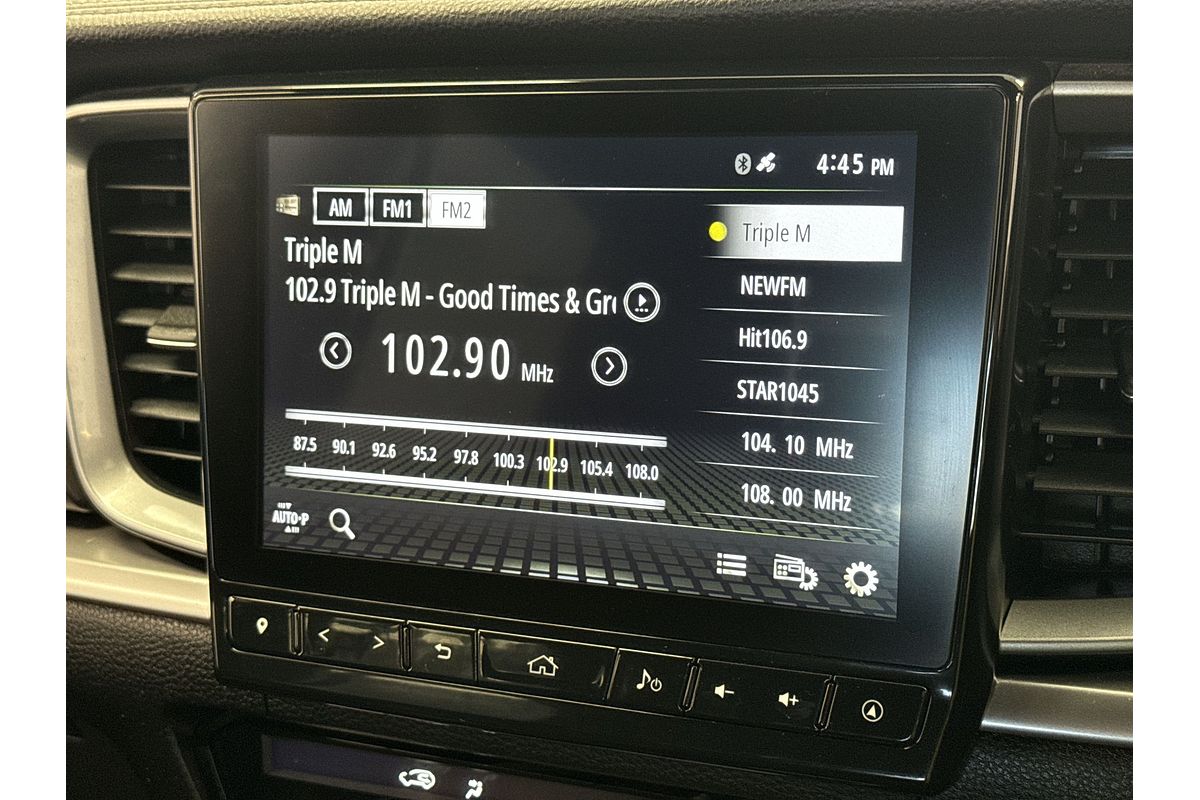 4:45 PM
AM FM1 FM2
Triple M
102.9 Triple M - Good Times & Gr
102.90 MHz
87.5 90.1 92.6 95.2 97.8 100.3 102.9 105.4 108.0
AUTO-P
Triple M
NEWFM
Hit106.9
STAR1045
104. 10 MHz
108. 00 MHz